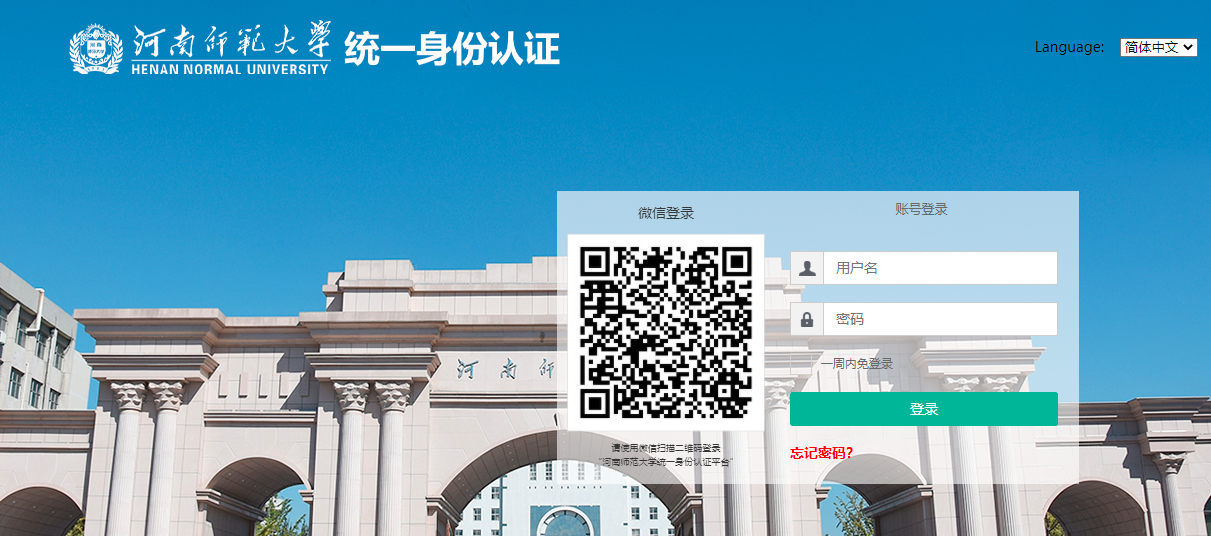 河南师范大学 统一身份认证
HENAN NORMAL UNIVERSITY
Language: 简体中文
微信登录
账号登录
用户名
密码
一周内免登录
登录
忘记密码?
请使用微信扫描二维码登录
"河南师范大学统一身份认证平台"
河南师